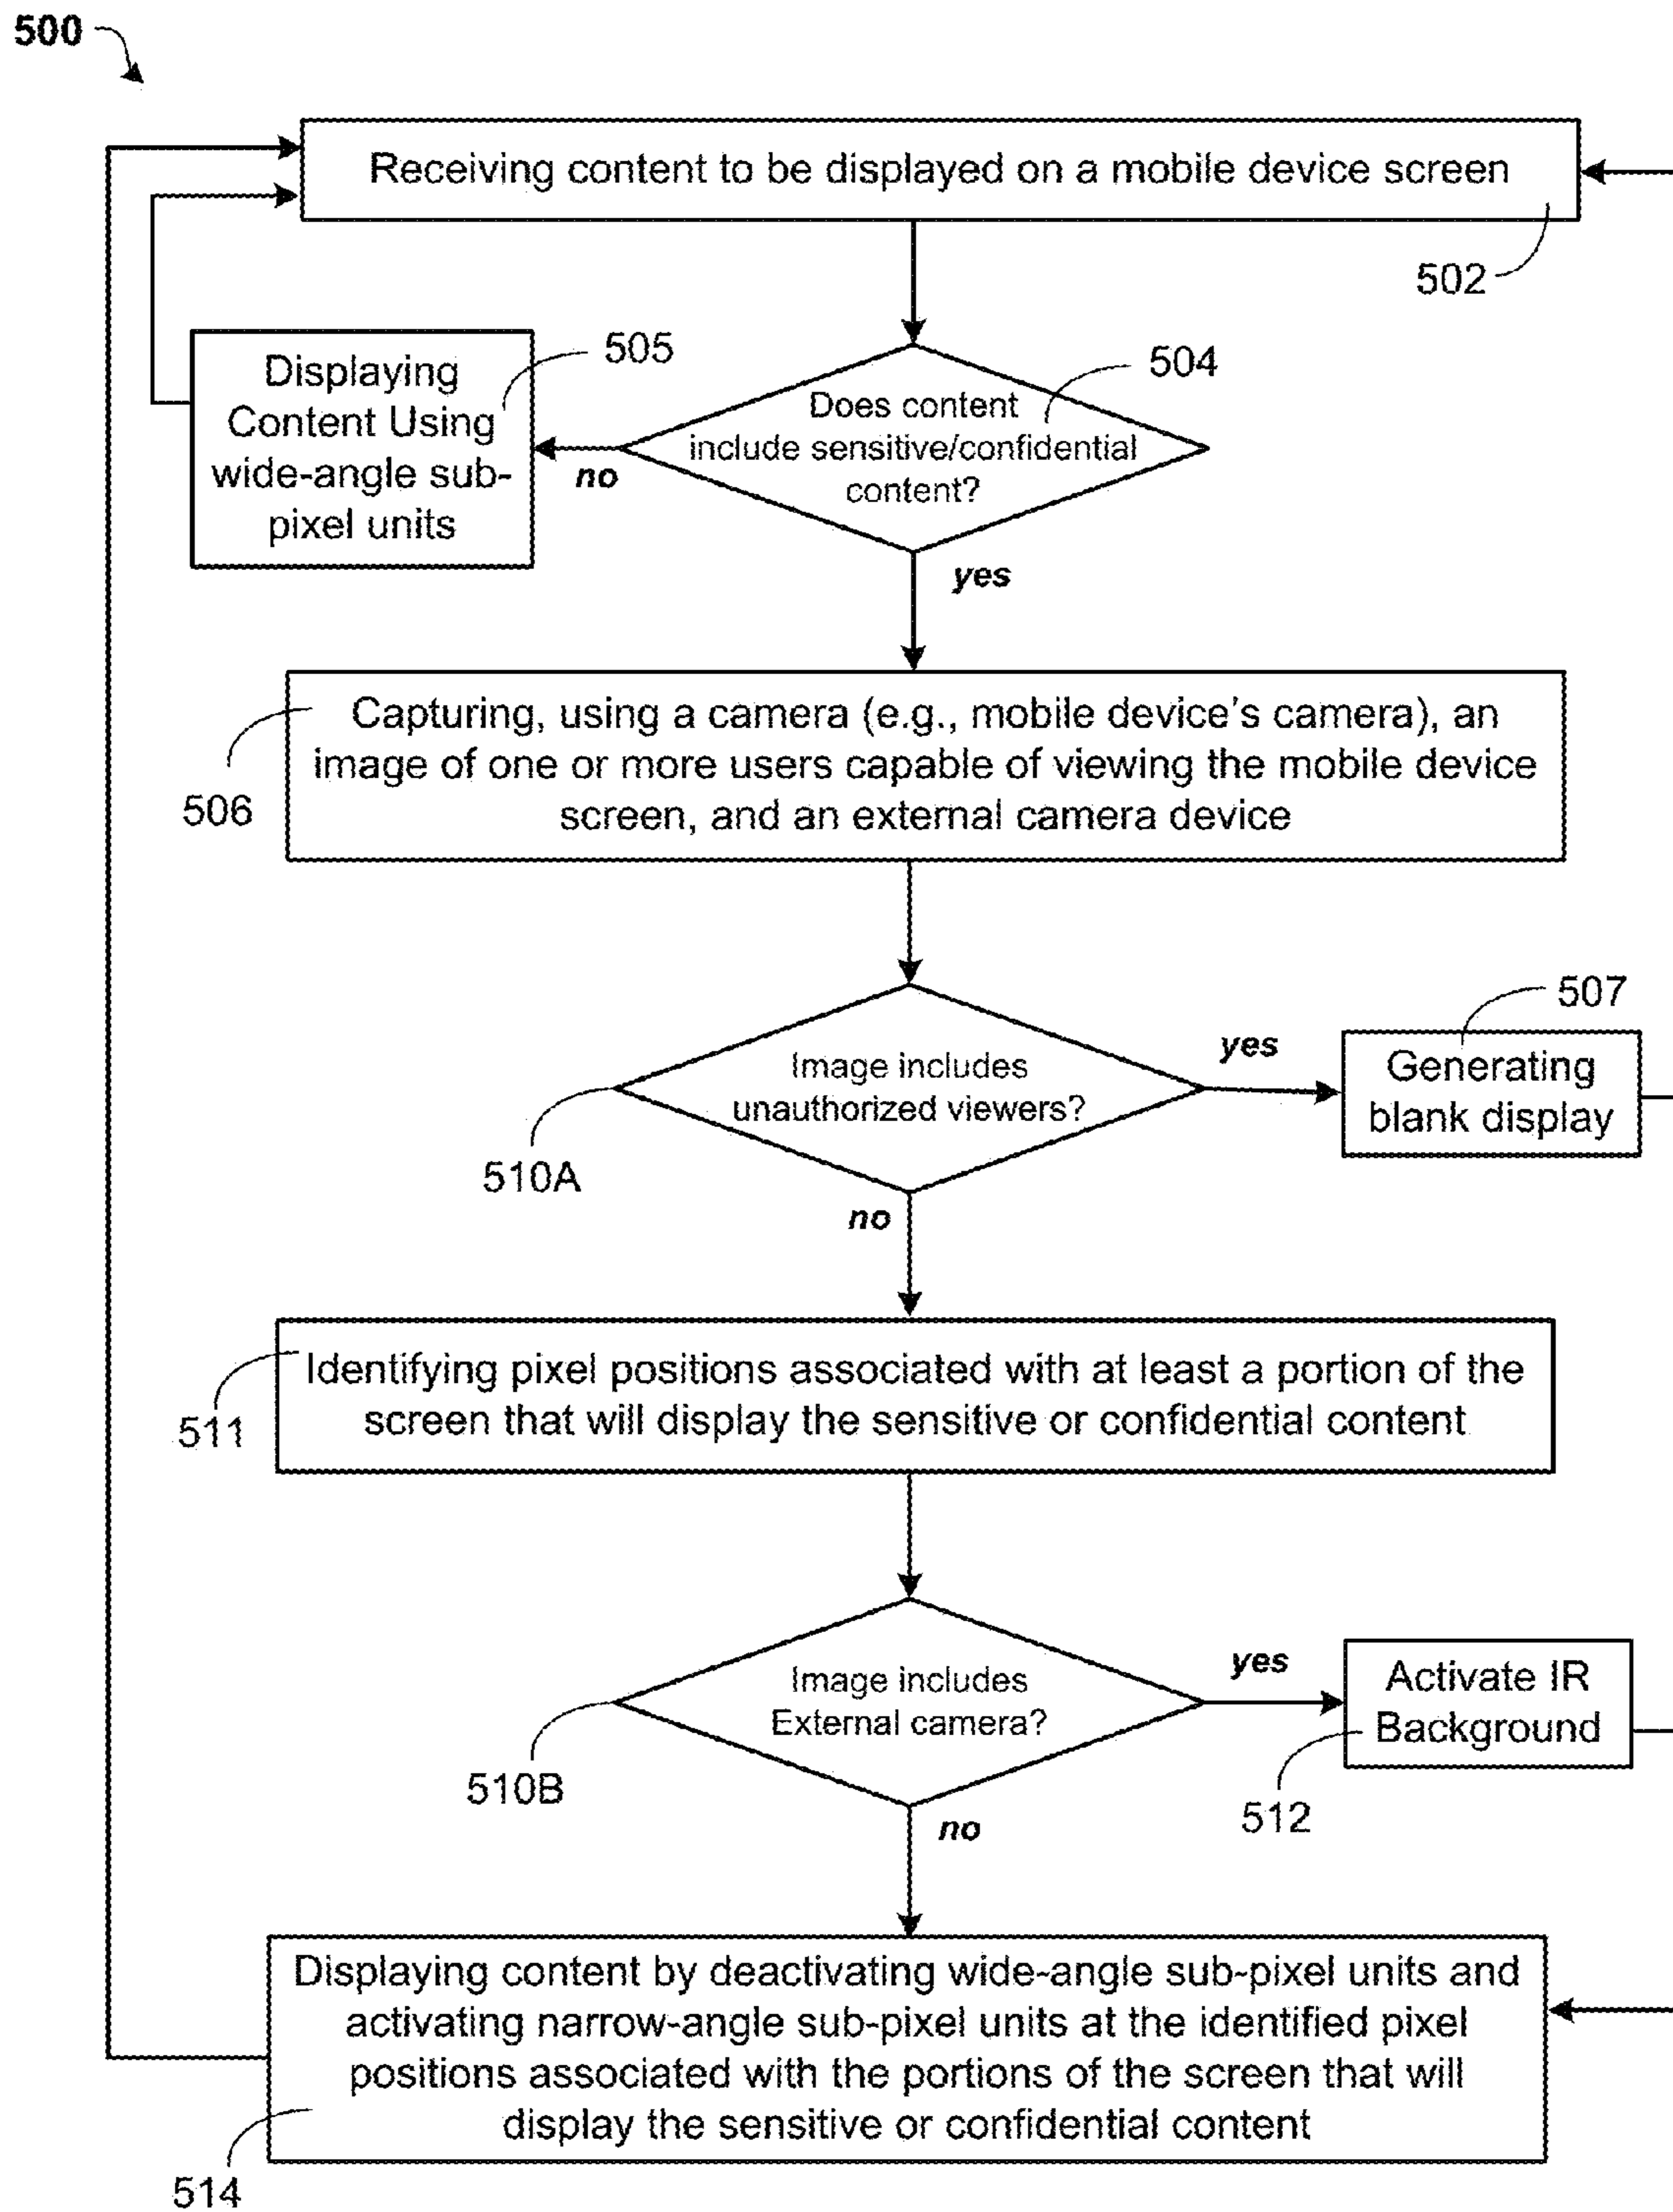 500
Receiving content to be displayed on a mobile device screen
502
505
Displaying
Content Using
wide-angle sub-
pixel units
504
Does content
include sensitive/confidential
content?
no
yes
Capturing, using a camera (e.g., mobile device's camera), an
image of one or more users capable of viewing the mobile device
screen, and an external camera device
506
507
Image includes
unauthorized viewers?
yes
Generating
blank display
510A
no
Identifying pixel positions associated with at least a portion of the
screen that will display the sensitive or confidential content
511
Image includes
External camera?
yes
Activate IR
Background
510B
512
no
Displaying content by deactivating wide-angle sub-pixel units and
activating narrow-angle sub-pixel units at the identified pixel
positions associated with the portions of the screen that will
display the sensitive or confidential content
514